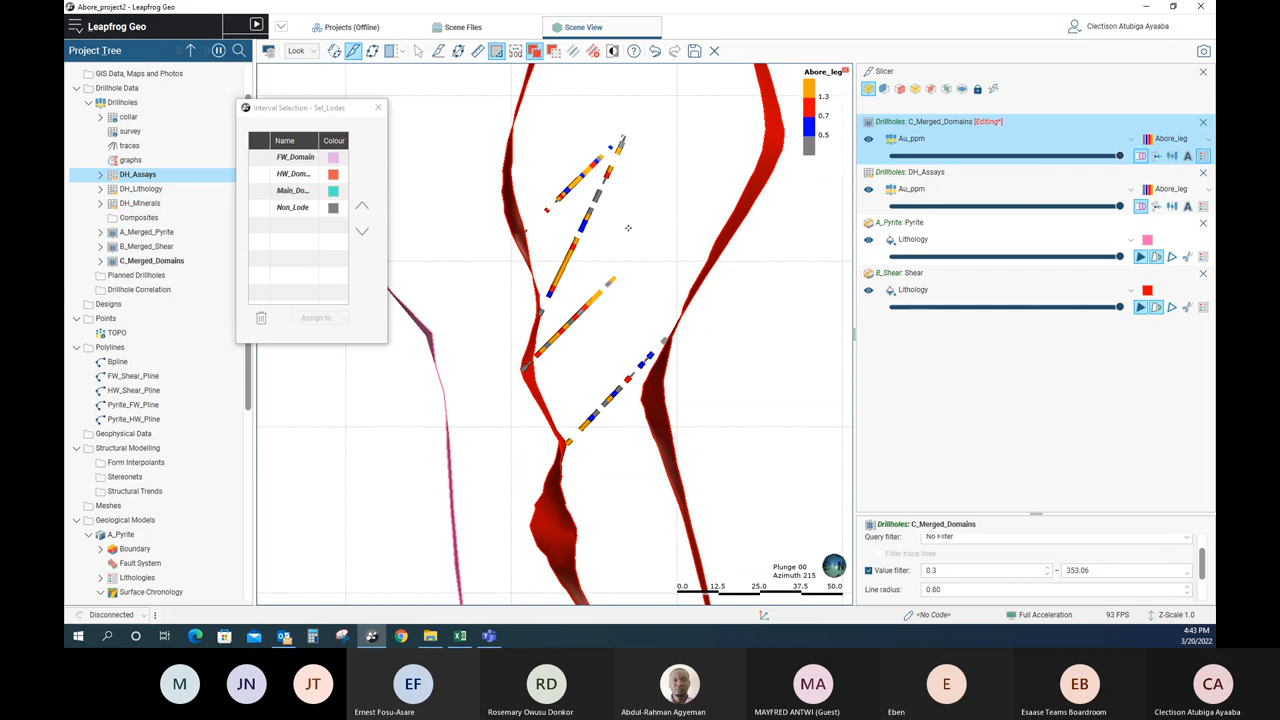 Abore_project2 - Leapfrog Geo
Leapfrog Geo
Projects (Offline)
Scene Files
Scene View
Clectison Atubiga Ayaaba
Project Tree
Look
GIS Data, Maps and Photos
Drillhole Data
Drillholes
collar
survey
traces
graphs
DH_Assays
DH_Lithology
DH_Minerals
Composites
A_Merged_Pyrite
B_Merged_Shear
C_Merged_Domains
Planned Drillholes
Drillhole Correlation
Designs
Points
TOPO
Polylines
Bpline
FW_Shear_Pline
HW_Shear_Pline
Pyrite_FW_Pline
Pyrite_HW_Pline
Geophysical Data
Structural Modelling
Form Interpolants
Stereonets
Structural Trends
Meshes
Geological Models
A_Pyrite
Boundary
Fault System
Lithologies
Surface Chronology
Interval Selection - Sel_Lodes
Name Colour
FW_Domain
HW_Dom...
Main_Do...
Non_Lode
Assign to
Abore_leg
1.3
0.7
0.5
Plunge 00
Azimuth 215
0.0 12.5 25.0 37.5 50.0
Slicer
Drillholes: C_Merged_Domains [Editing*]
Au_ppm
Abore_leg
Drillholes: DH_Assays
Au_ppm
Abore_leg
A_Pyrite: Pyrite
Lithology
B_Shear: Shear
Lithology
Drillholes: C_Merged_Domains
Query filter: No Filter
Filter trace lines
Value filter: 0.3 – 353.06
Line radius: 0.80
Disconnected
<No Code>
Full Acceleration
93 FPS
Z-Scale 1.0
4:43 PM
3/20/2022
M
JN
JT
EF
RD
MA
E
EB
CA
Ernest Fosu-Asare
Rosemary Owusu Donkor
Abdul-Rahman Agyeman
MAYFRED ANTWI (Guest)
Eben
Esaase Teams Boardroom
Clectison Atubiga Ayaaba